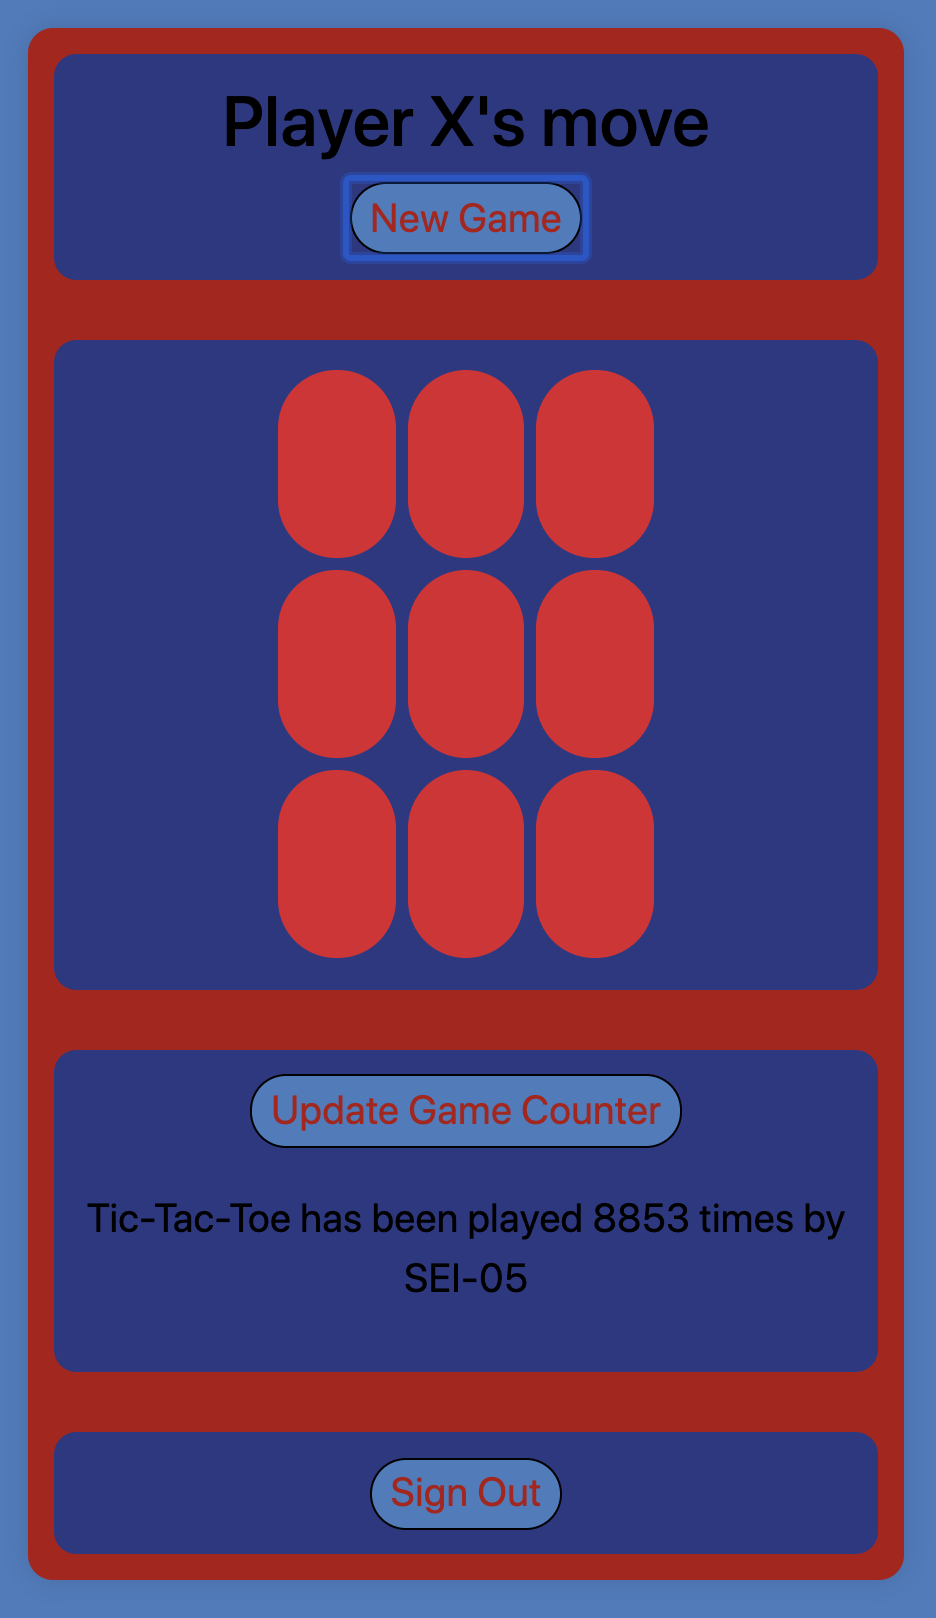 Player X's move
New Game
Update Game Counter
Tic-Tac-Toe has been played 8853 times by
SEI-05
Sign Out